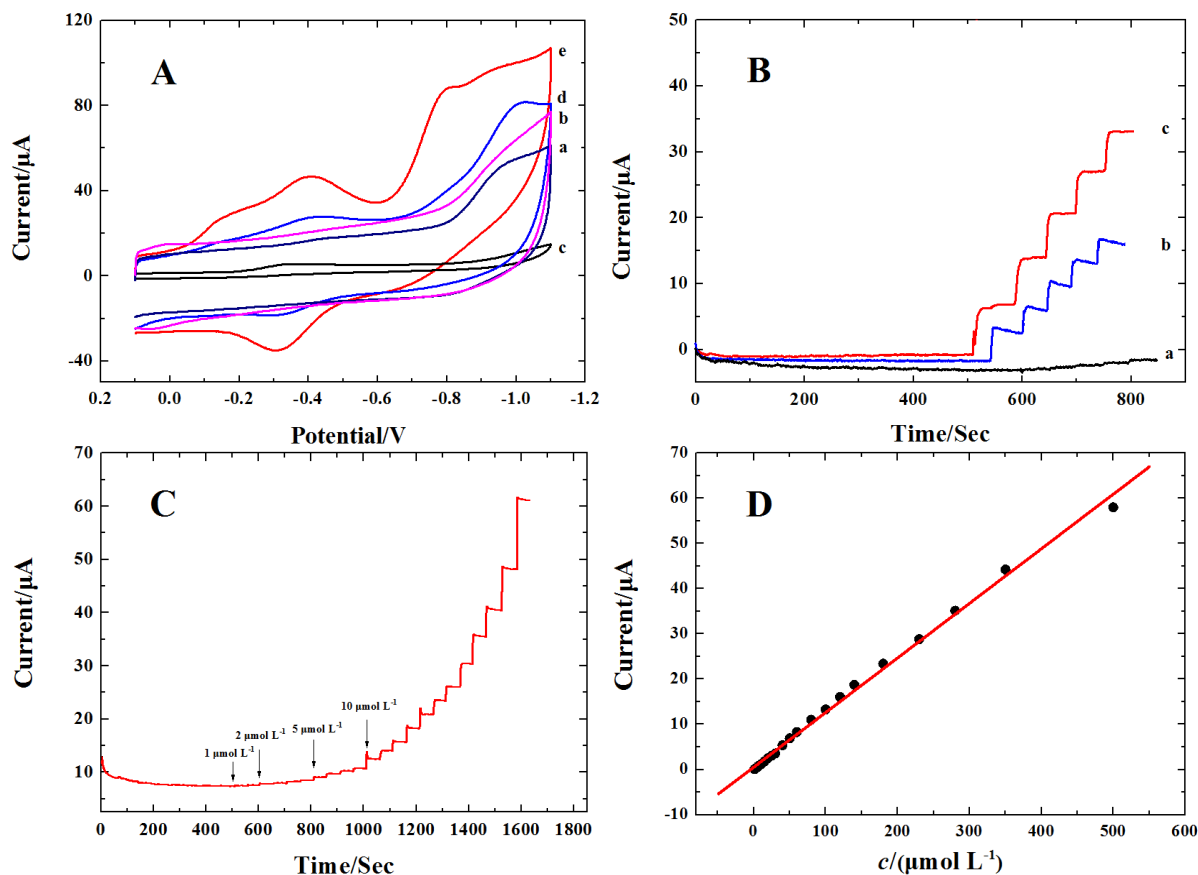 A
120
80
40
0
-40
0.2
0.0
-0.2
-0.4
-0.6
-0.8
-1.0
-1.2
Current/μA
Potential/V
e
d
b
a
c
B
50
40
30
20
10
0
0
200
400
600
800
Current/μA
Time/Sec
c
b
a
C
70
60
50
40
30
20
10
0
200
400
600
800
1000
1200
1400
1600
1800
Current/μA
Time/Sec
1 μmol L⁻¹
2 μmol L⁻¹
5 μmol L⁻¹
10 μmol L⁻¹
D
70
60
50
40
30
20
10
0
-10
0
100
200
300
400
500
600
Current/μA
c/(μmol L⁻¹)